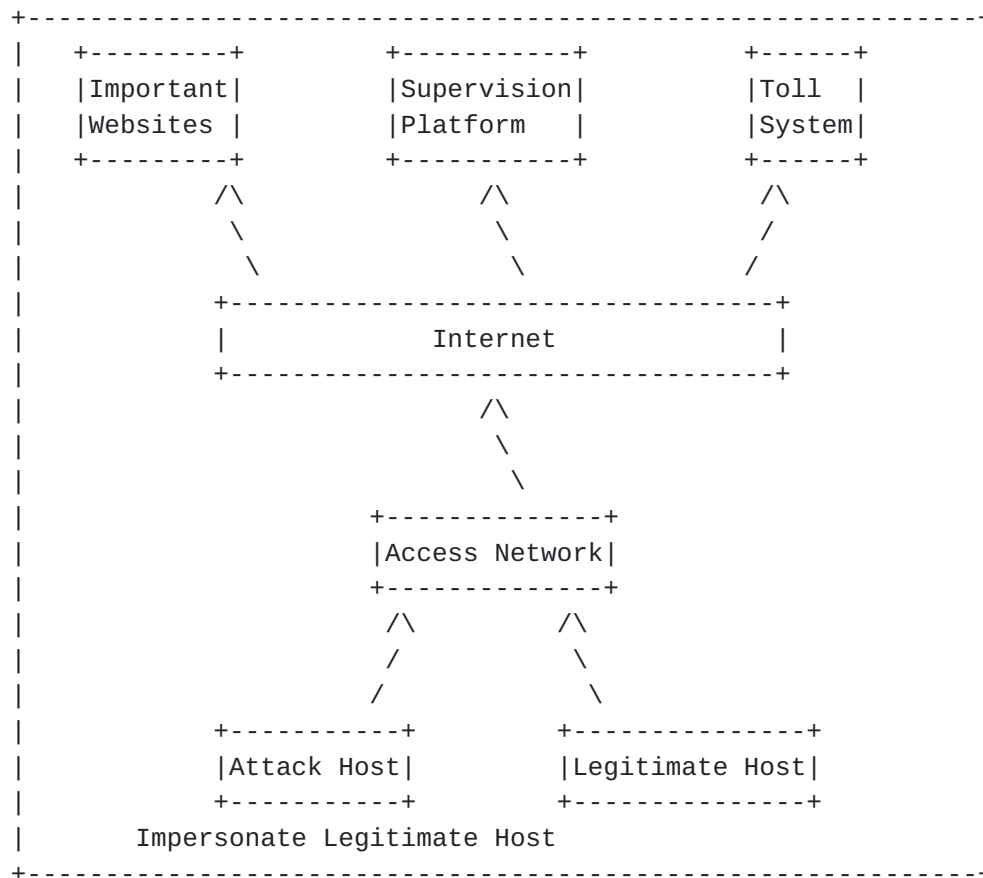 Important Supervision Toll
Websites Platform System
Internet
Access Network
Attack Host Legitimate Host
Impersonate Legitimate Host